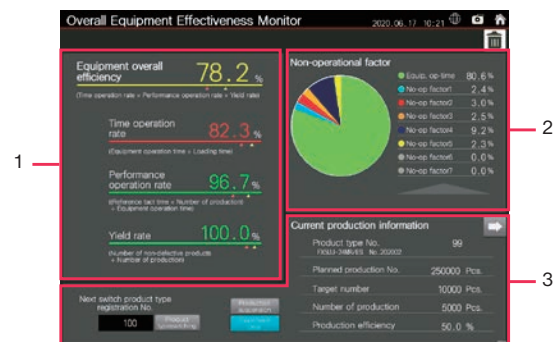 Overall Equipment Effectiveness Monitor
2020.06.17 10:21
Equipment overall
efficiency
78.2 %
(Time operation rate × Performance operation rate × Yield rate)
Time operation
rate
82.3 %
(Equipment operation time ÷ Loading time)
Performance
operation rate
96.7 %
(Reference tact time × Number of production)
÷ Equipment operation time)
Yield rate
100.0 %
(Number of non-defective products
÷ Number of production)
Next switch product type
registration No.
100
Product
Production
suspension
Non-operational factor
Equip. op-time 80.6 %
No-op factor1 2.4 %
No-op factor2 3.0 %
No-op factor3 2.5 %
No-op factor4 9.2 %
No-op factor5 2.3 %
No-op factor6 0.0 %
No-op factor7 0.0 %
Current production information
Product type No. 99
No. 202002
Planned production No. 250000 Pcs.
Target number 10000 Pcs.
Number of production 5000 Pcs.
Production efficiency 50.0 %
1
2
3